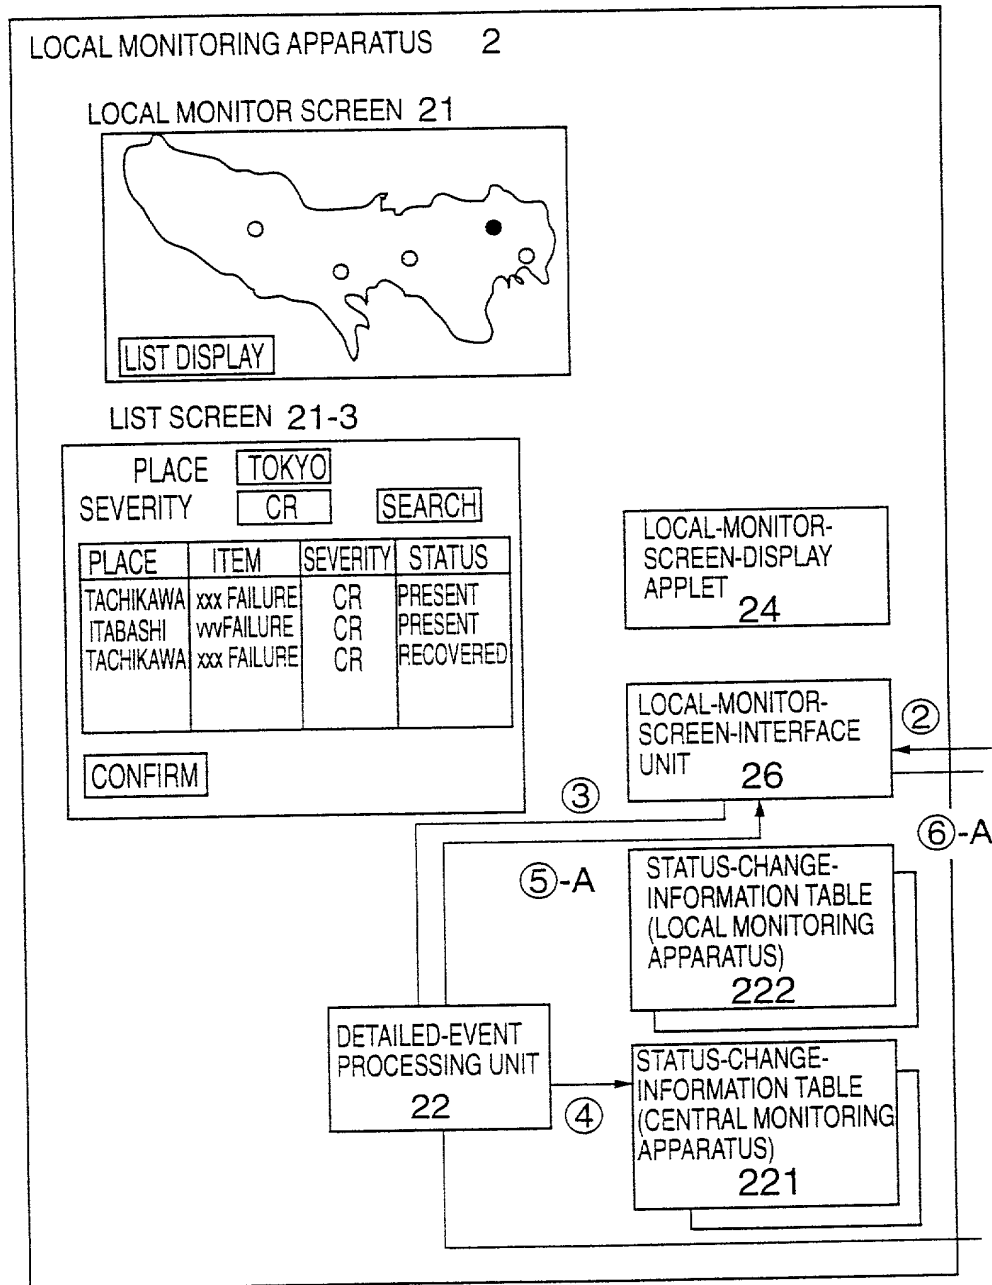 LOCAL MONITORING APPARATUS 2
LOCAL MONITOR SCREEN 21
LIST DISPLAY
LIST SCREEN 21-3
PLACE TOKYO
SEVERITY CR SEARCH
PLACE ITEM SEVERITY STATUS
TACHIKAWA xxx FAILURE CR PRESENT
ITABASHI vvvFAILURE CR PRESENT
TACHIKAWA xxx FAILURE CR RECOVERED
CONFIRM
LOCAL-MONITOR-
SCREEN-DISPLAY
APPLET
24
LOCAL-MONITOR-
SCREEN-INTERFACE
UNIT 26
②
③
⑥-A
⑤-A
STATUS-CHANGE-
INFORMATION TABLE
(LOCAL MONITORING
APPARATUS)
222
DETAILED-EVENT
PROCESSING UNIT
22
④
STATUS-CHANGE-
INFORMATION TABLE
(CENTRAL MONITORING
APPARATUS)
221